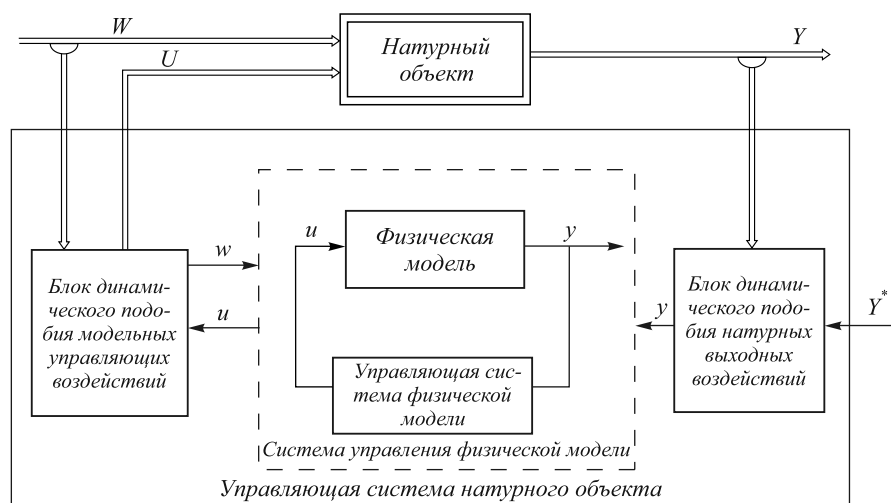 W
U
Натурный
объект
Y
u
Физическая
модель
y
w
u
Блок динами-
ческого подо-
бия модельных
управляющих
воздействий
Управляющая сис-
тема физической
модели
y
Блок динами-
ческого подо-
бия натурных
выходных
воздействий
Y*
Система управления физической модели
Управляющая система натурного объекта